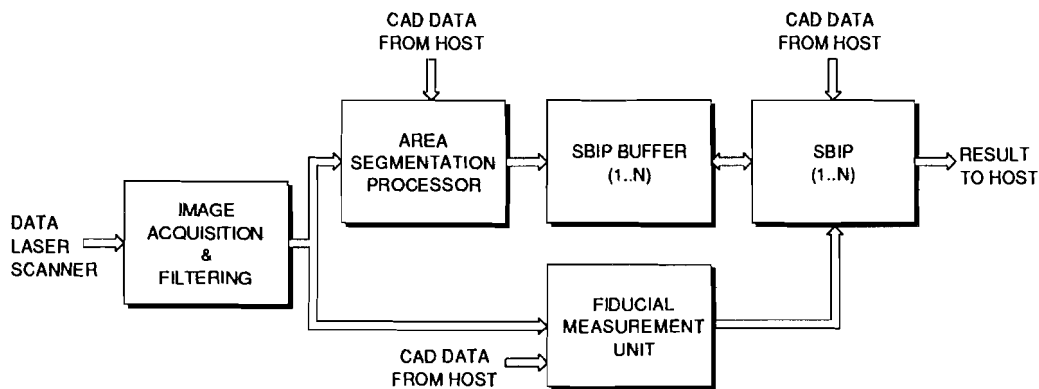 CAD DATA
FROM HOST
CAD DATA
FROM HOST
AREA
SEGMENTATION
PROCESSOR
SBIP BUFFER
(1..N)
SBIP
(1..N)
RESULT
TO HOST
DATA
LASER
SCANNER
IMAGE
ACQUISITION
&
FILTERING
FIDUCIAL
MEASUREMENT
UNIT
CAD DATA
FROM HOST